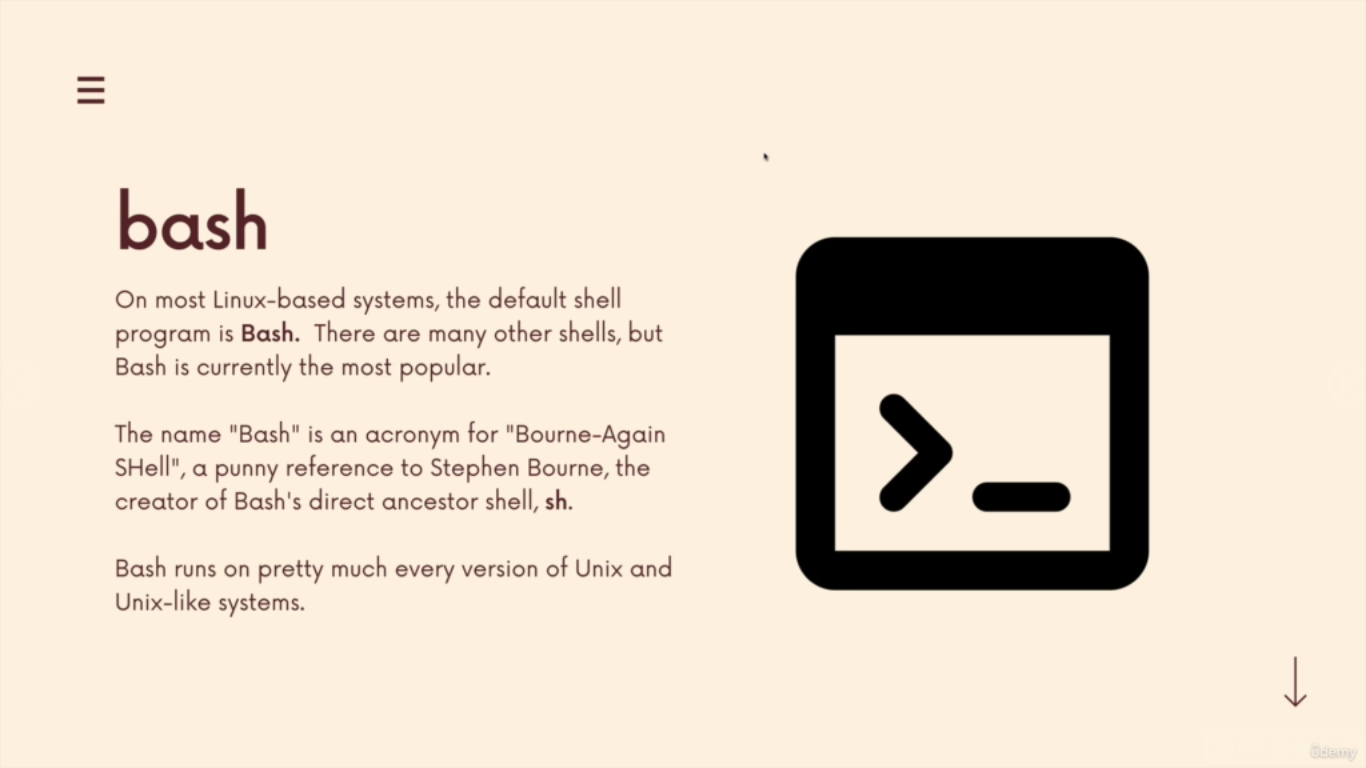 bash
On most Linux-based systems, the default shell
program is Bash. There are many other shells, but
Bash is currently the most popular.
The name "Bash" is an acronym for "Bourne-Again
SHell", a punny reference to Stephen Bourne, the
creator of Bash's direct ancestor shell, sh.
Bash runs on pretty much every version of Unix and
Unix-like systems.
ûdemy